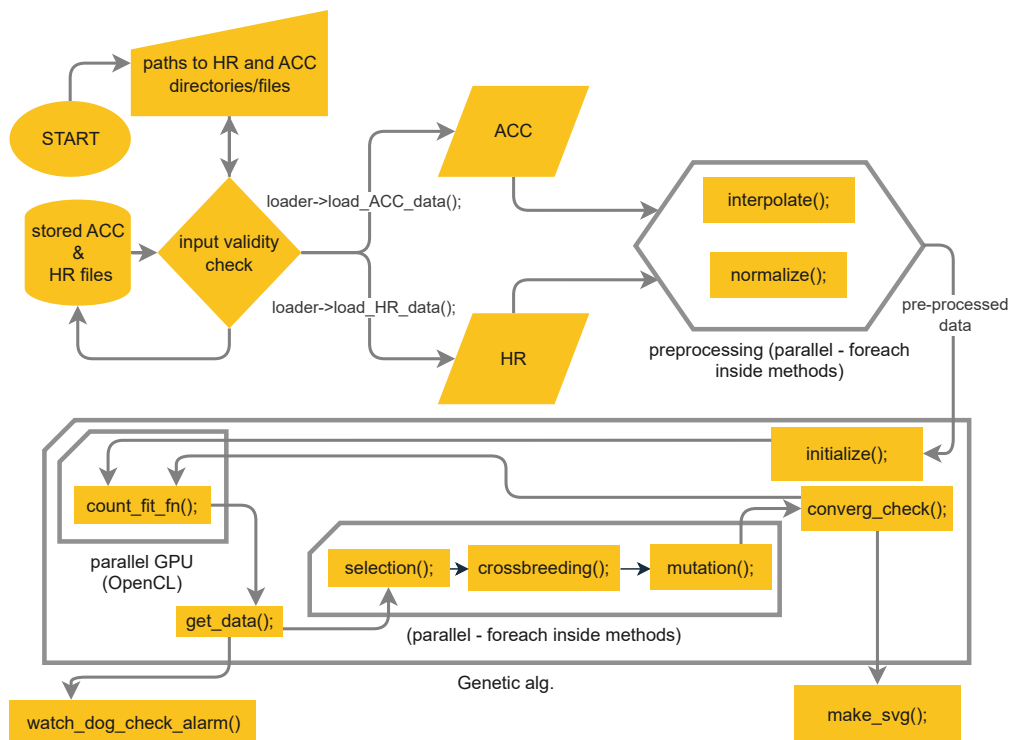 paths to HR and ACC
directories/files
START
ACC
loader->load_ACC_data();
interpolate();
stored ACC
&
HR files
input validity
check
normalize();
loader->load_HR_data();
pre-processed
data
HR
preprocessing (parallel - foreach
inside methods)
initialize();
count_fit_fn();
converg_check();
parallel GPU
(OpenCL)
selection();
crossbreeding();
mutation();
get_data();
(parallel - foreach inside methods)
Genetic alg.
watch_dog_check_alarm()
make_svg();